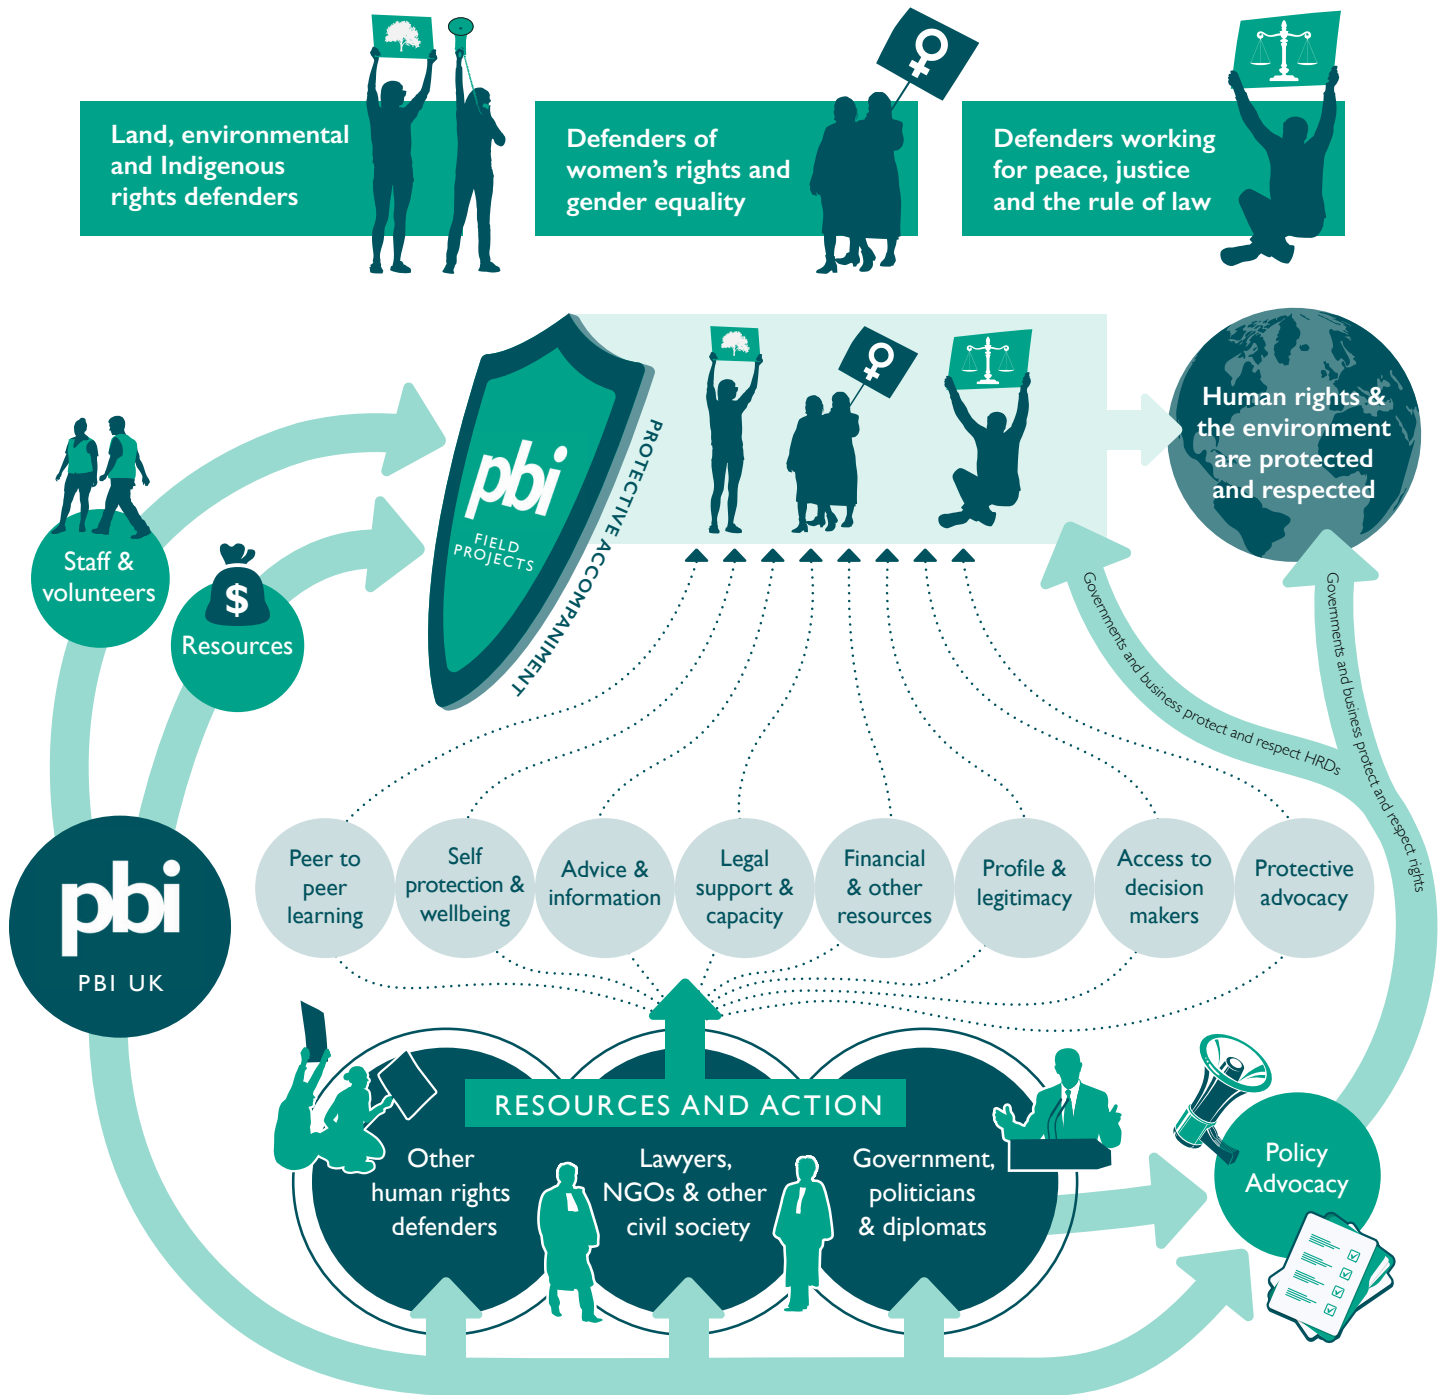 Land, environmental
and Indigenous
rights defenders
Defenders of
women’s rights and
gender equality
Defenders working
for peace, justice
and the rule of law
pbi
FIELD
PROJECTS
PROTECTIVE ACCOMPANIMENT
Human rights &
the environment
are protected
and respected
Staff &
volunteers
$
Resources
Governments and business protect and respect HRDs
Governments and business protect and respect rights
pbi
PBI UK
Peer to
peer
learning
Self
protection &
wellbeing
Advice &
information
Legal
support &
capacity
Financial
& other
resources
Profile &
legitimacy
Access to
decision
makers
Protective
advocacy
RESOURCES AND ACTION
Other
human rights
defenders
Lawyers,
NGOs & other
civil society
Government,
politicians
& diplomats
Policy
Advocacy